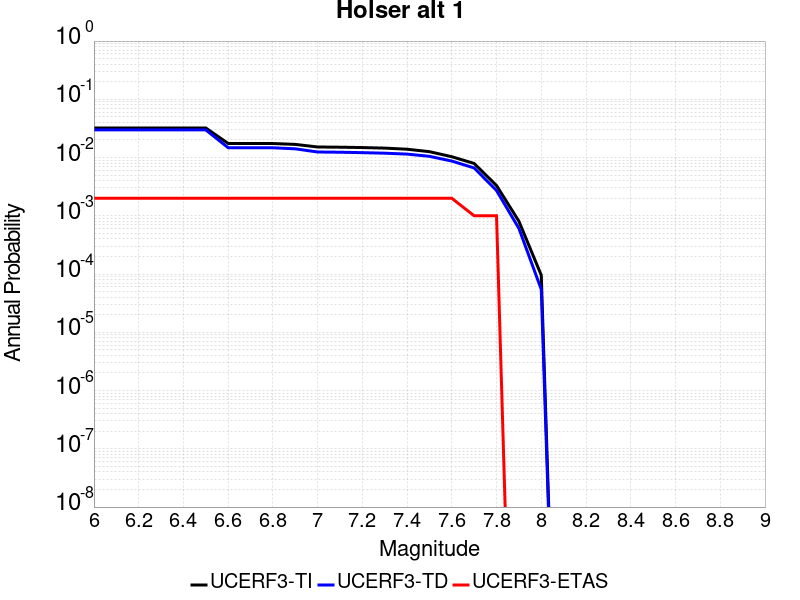 Holser alt 1
10^0
10^-1
10^-2
10^-3
10^-4
10^-5
10^-6
10^-7
10^-8
Annual Probability
6 6.2 6.4 6.6 6.8 7 7.2 7.4 7.6 7.8 8 8.2 8.4 8.6 8.8 9
Magnitude
UCERF3-TI UCERF3-TD UCERF3-ETAS